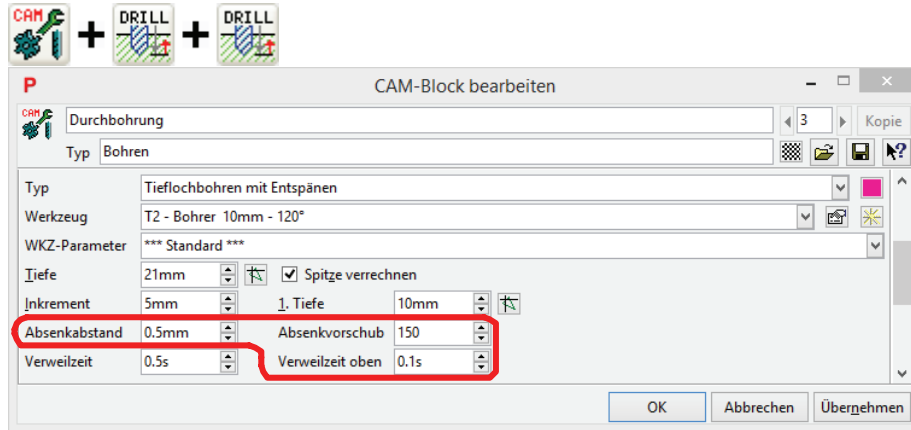 CAM + DRILL + DRILL
P CAM-Block bearbeiten
CAM Durchbohrung 3 Kopie
Typ Bohren ?
Typ Tieflochbohren mit Entspänen
Werkzeug T2 - Bohrer 10mm - 120°
WKZ-Parameter *** Standard ***
Tiefe 21mm Spitze verrechnen
Inkrement 5mm 1. Tiefe 10mm
Absenkabstand 0.5mm Absenkvorschub 150
Verweilzeit 0.5s Verweilzeit oben 0.1s
OK Abbrechen Übernehmen